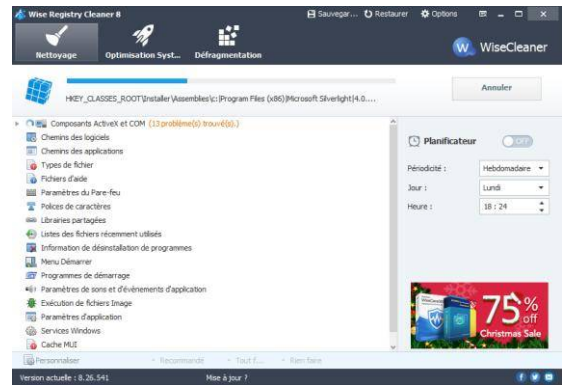 Wise Registry Cleaner 8
Sauvegar... Restaurer Options
Nettoyage Optimisation Syst... Défragmentation
WiseCleaner
HKEY_CLASSES_ROOT\Installer\Assemblies\c:|Program Files (x86)|Microsoft Silverlight|4.0....
Annuler
Composants ActiveX et COM (13 problème(s) trouvé(s).)
Chemins des logiciels
Chemins des applications
Types de fichier
Fichiers d'aide
Paramètres du Pare-feu
Polices de caractères
Librairies partagées
Listes des fichiers récemment utilisés
Information de désinstallation de programmes
Menu Démarrer
Programmes de démarrage
Paramètres de sons et d'évènements d'application
Exécution de fichiers Image
Paramètres d'application
Services Windows
Cache MUI
Planificateur OFF
Périodicité : Hebdomadaire
Jour : Lundi
Heure : 18 : 24
75% off
Christmas Sale
Personnaliser - Recommandé - Tout f... - Rien faire
Version actuelle : 8.26.541 Mise à jour ?